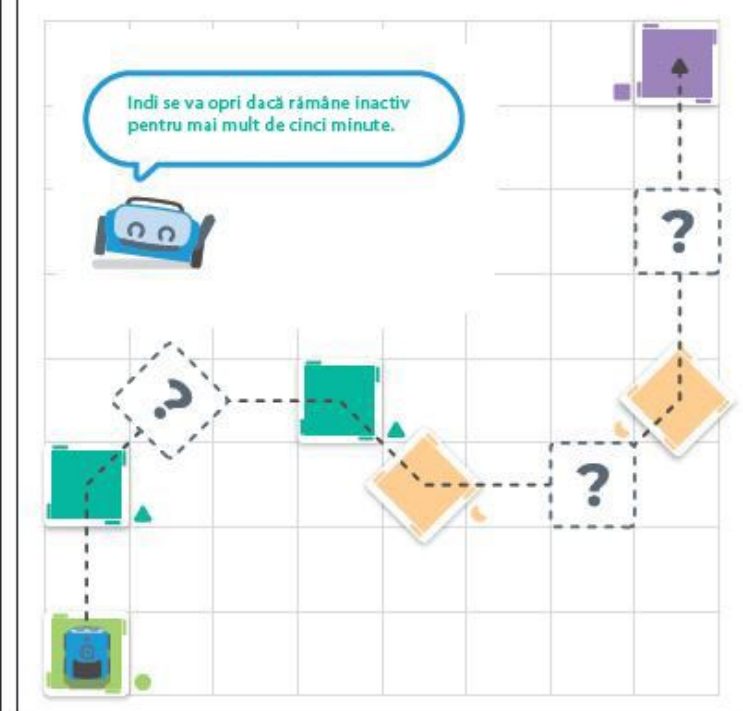 Indi se va opri dacă rămâne inactiv
pentru mai mult de cinci minute.
?
?
?
?